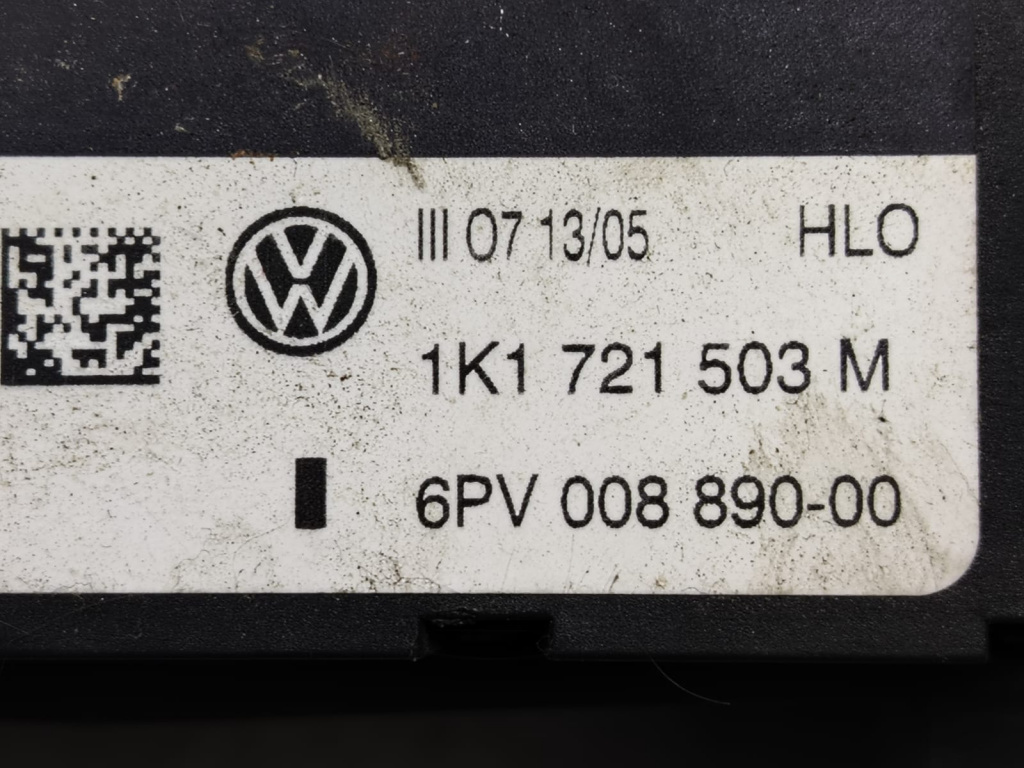 III 07 13/05 HLO
1K1 721 503 M
6PV 008 890-00